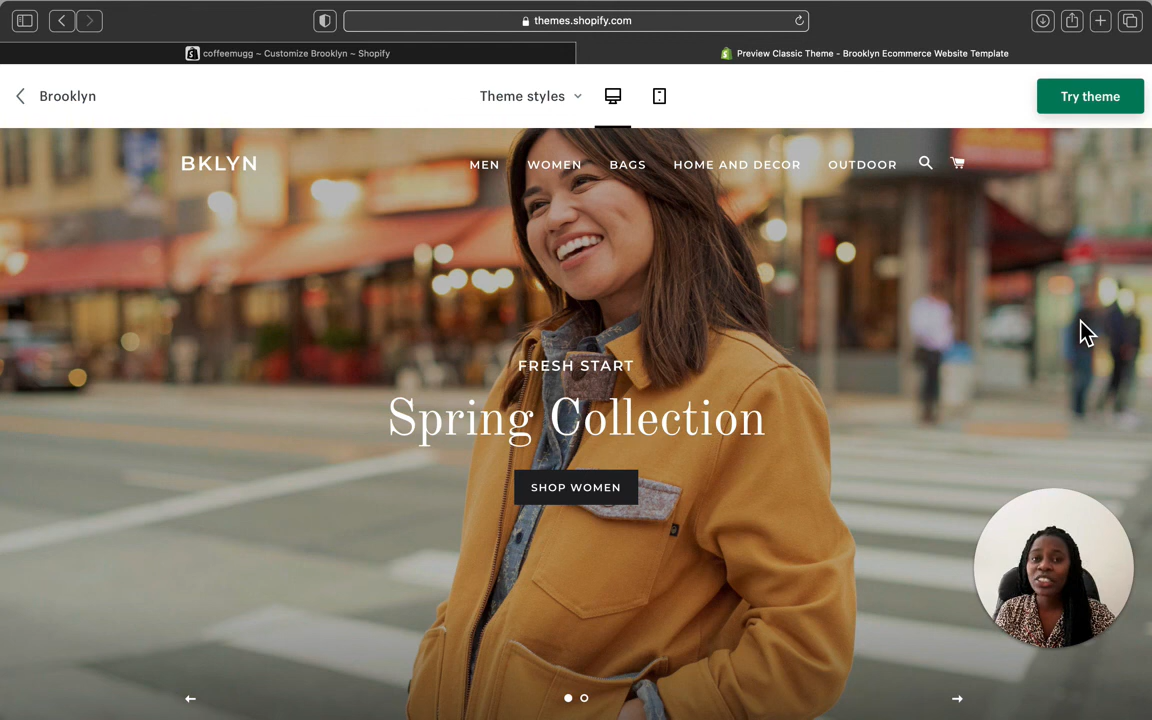 themes.shopify.com
coffeemugg ~ Customize Brooklyn ~ Shopify
Preview Classic Theme - Brooklyn Ecommerce Website Template
Brooklyn
Theme styles
Try theme
BKLYN
MEN WOMEN BAGS HOME AND DECOR OUTDOOR
FRESH START
Spring Collection
SHOP WOMEN